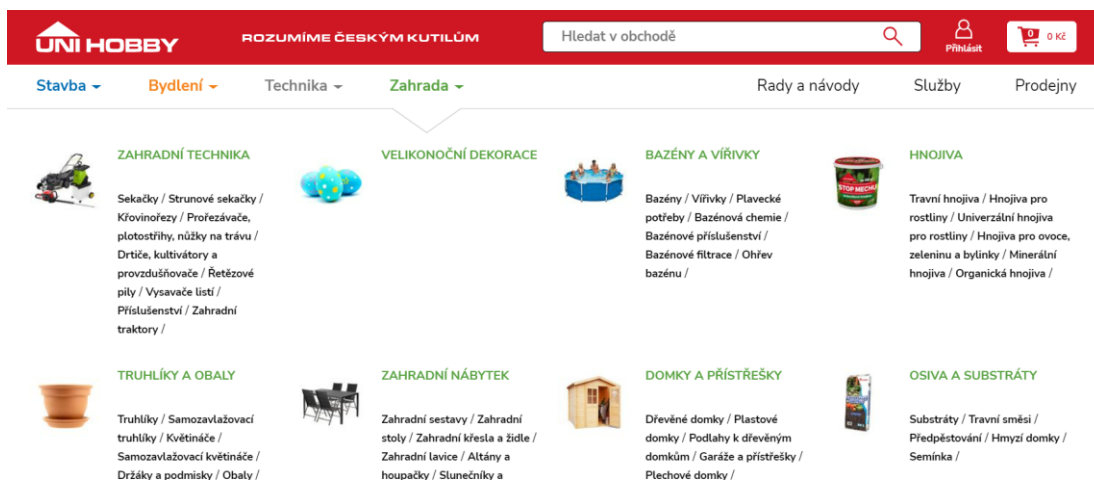 UNI HOBBY
ROZUMÍME ČESKÝM KUTILŮM
Hledat v obchodě
Přihlásit
0
0 Kč
Stavba
Bydlení
Technika
Zahrada
Rady a návody
Služby
Prodejny
ZAHRADNÍ TECHNIKA
Sekačky / Strunové sekačky /
Křovinořezy / Prořezávače,
plotostřihy, nůžky na trávu /
Drtiče, kultivátory a
provzdušňovače / Řetězové
pily / Vysavače listí /
Příslušenství / Zahradní
traktory /
VELIKONOČNÍ DEKORACE
BAZÉNY A VÍŘIVKY
Bazény / Vířivky / Plavecké
potřeby / Bazénová chemie /
Bazénové příslušenství /
Bazénové filtrace / Ohřev
bazénu /
STOP MECHU
HNOJIVA
Travní hnojiva / Hnojiva pro
rostliny / Univerzální hnojiva
pro rostliny / Hnojiva pro ovoce,
zeleninu a bylinky / Minerální
hnojiva / Organická hnojiva /
TRUHLÍKY A OBALY
Truhlíky / Samozavlažovací
truhlíky / Květináče /
Samozavlažovací květináče /
Držáky a podmisky / Obaly /
ZAHRADNÍ NÁBYTEK
Zahradní sestavy / Zahradní
stoly / Zahradní křesla a židle /
Zahradní lavice / Altány a
houpačky / Slunečníky a
DOMKY A PŘÍSTŘEŠKY
Dřevěné domky / Plastové
domky / Podlahy k dřevěným
domkům / Garáže a přístřešky /
Plechové domky /
OSIVA A SUBSTRÁTY
Substráty / Travní směsi /
Předpěstování / Hmyzí domky /
Semínka /